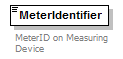 MeterIdentifier
MeterID on Measuring
Device